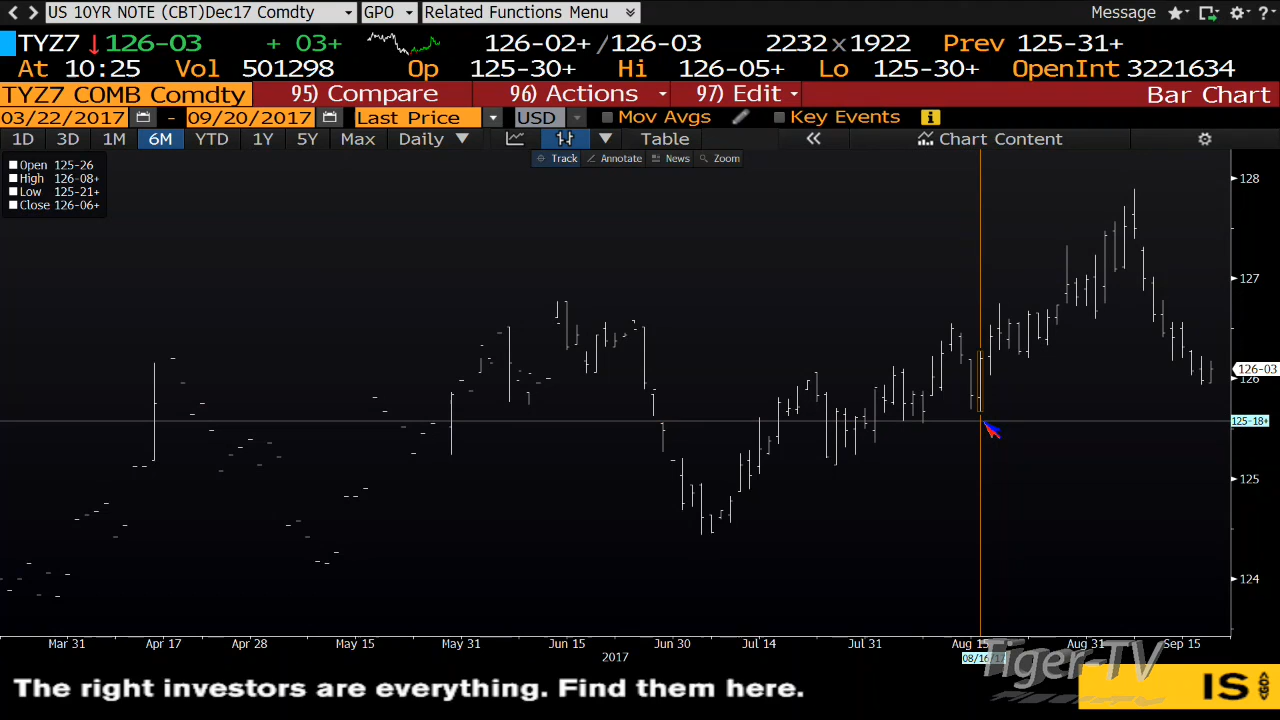 US 10YR NOTE (CBT)Dec17 Comdty GPO Related Functions Menu Message
TYZ7 ↓126-03 + 03+ 126-02+/126-03 2232x1922 Prev 125-31+
At 10:25 Vol 501298 Op 125-30+ Hi 126-05+ Lo 125-30+ OpenInt 3221634
TYZ7 COMB Comdty 95) Compare 96) Actions 97) Edit Bar Chart
03/22/2017 - 09/20/2017 Last Price USD Mov Avgs Key Events
1D 3D 1M 6M YTD 1Y 5Y Max Daily Table Chart Content
Track Annotate News Zoom
Open 125-26
High 126-08+
Low 125-21+
Close 126-06+
128
127
126-03
126
125-18+
125
124
Mar 31 Apr 17 Apr 28 May 15 May 31 Jun 15 Jun 30 Jul 14 Jul 31 Aug 15 Aug 31 Sep 15
2017
Tiger-TV
The right investors are everything. Find them here.
IS